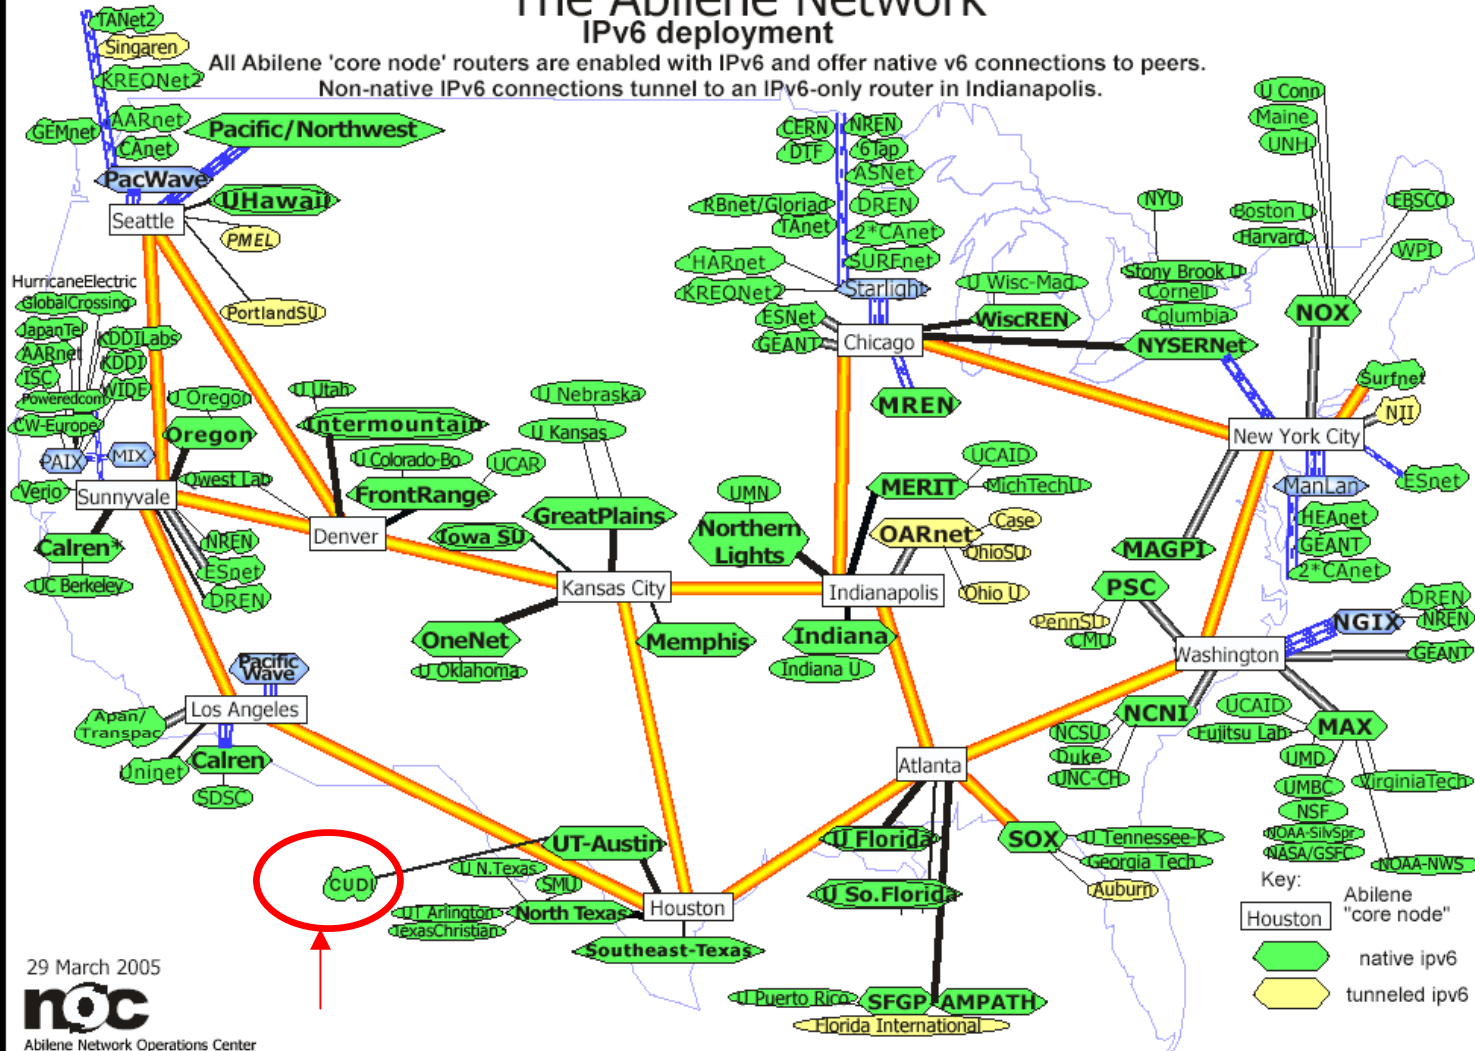 The Abilene Network
IPv6 deployment
All Abilene 'core node' routers are enabled with IPv6 and offer native v6 connections to peers.
Non-native IPv6 connections tunnel to an IPv6-only router in Indianapolis.
TANet2
Singaren
KREONet2
GEMnet
AARnet
CAnet
Pacific/Northwest
PacWave
Seattle
UHawaii
PMEL
PortlandSU
HurricaneElectric
GlobalCrossing
JapanTel
KDDILabs
AARnet
KDDI
ISC
WIDE
Poweredcom
CW-Europe
PAIX
MIX
Verio
Sunnyvale
U Oregon
Oregon
Qwest Lab
Calren*
UC Berkeley
NREN
ESnet
DREN
U Utah
Intermountain
U Colorado-Bo
UCAR
FrontRange
Denver
U Nebraska
U Kansas
GreatPlains
Iowa SU
Kansas City
OneNet
U Oklahoma
Memphis
CERN
NREN
DTF
6Tap
ASNet
RBnet/Gloriad
DREN
TAnet
2*CAnet
HARnet
SURFnet
KREONet2
Starlight
ESNet
GEANT
Chicago
U Wisc-Mad
WiscREN
MREN
NYU
Stony Brook U
Cornell
Columbia
NYSERNet
U Conn
Maine
UNH
Boston U
Harvard
EBSCO
WPI
NOX
Surfnet
NII
New York City
ManLan
ESnet
HEAnet
GEANT
2*CAnet
MAGPI
UMN
Northern
Lights
UCAID
MERIT
MichTechU
OARnet
Case
OhioSU
Ohio U
Indianapolis
Indiana
Indiana U
PSC
PennSU
CMU
Washington
NGIX
DREN
NREN
GEANT
NCNI
NCSU
Duke
UNC-CH
UCAID
Fujitsu Lab
MAX
UMD
UMBC
VirginiaTech
NSF
NOAA-SilvSpr
NASA/GSFC
NOAA-NWS
Pacific
Wave
Los Angeles
Apan/
Transpac
Uninet
Calren
SDSC
Atlanta
U Florida
U So.Florida
SOX
U Tennessee-K
Georgia Tech
Auburn
CUDI
UT-Austin
U N.Texas
SMU
UT Arlington
North Texas
TexasChristian
Houston
Southeast-Texas
U Puerto Rico
SFGP
AMPATH
Florida International
Key:
Houston
Abilene
"core node"
native ipv6
tunneled ipv6
29 March 2005
noc
Abilene Network Operations Center